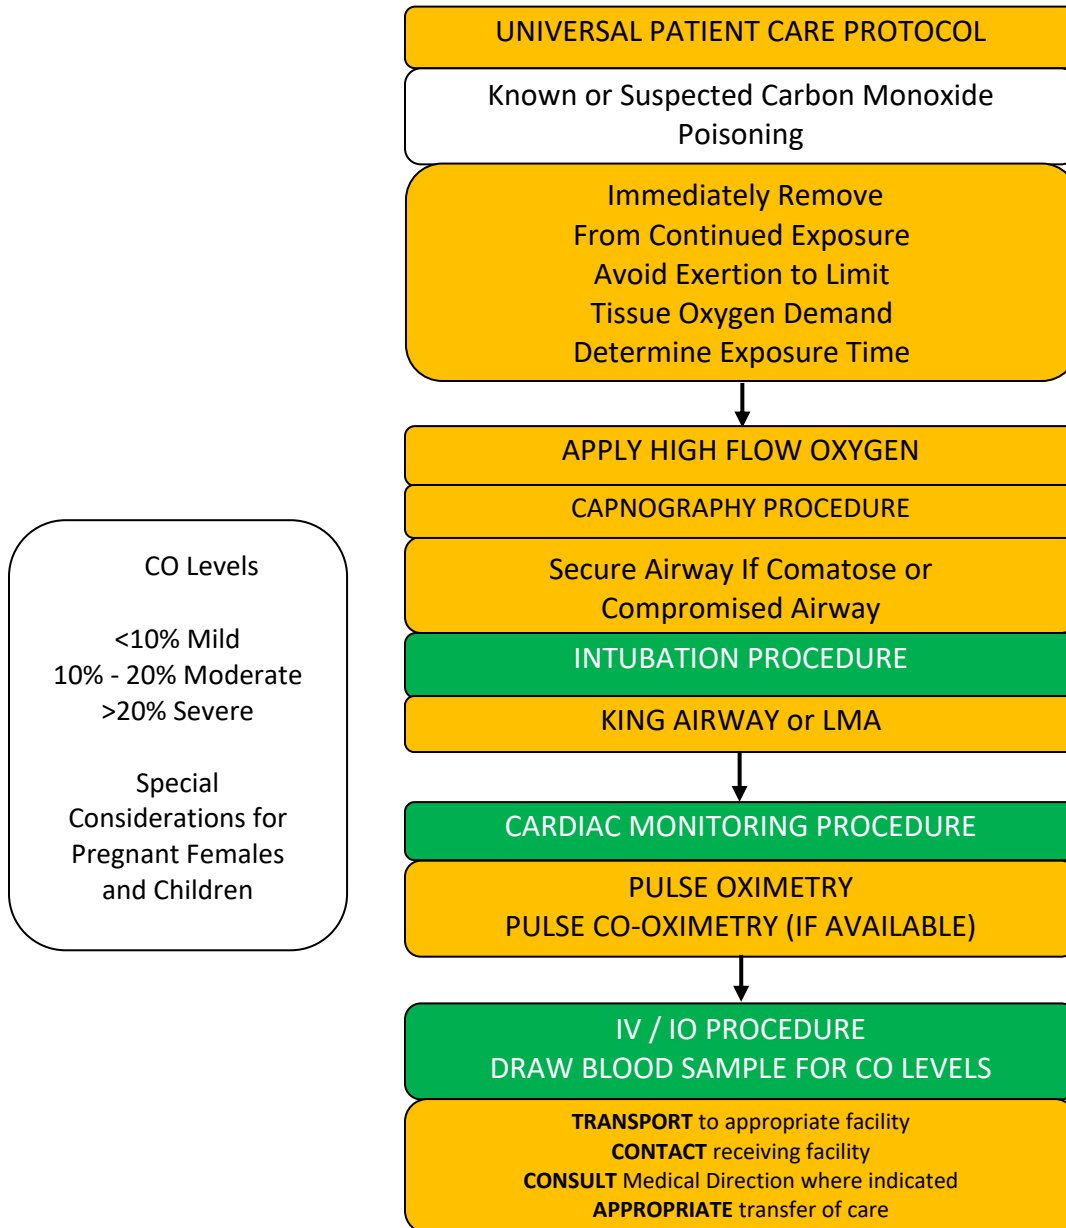 UNIVERSAL PATIENT CARE PROTOCOL
Known or Suspected Carbon Monoxide
Poisoning
Immediately Remove
From Continued Exposure
Avoid Exertion to Limit
Tissue Oxygen Demand
Determine Exposure Time
APPLY HIGH FLOW OXYGEN
CAPNOGRAPHY PROCEDURE
Secure Airway If Comatose or
Compromised Airway
INTUBATION PROCEDURE
KING AIRWAY or LMA
CO Levels
<10% Mild
10% - 20% Moderate
>20% Severe
Special
Considerations for
Pregnant Females
and Children
CARDIAC MONITORING PROCEDURE
PULSE OXIMETRY
PULSE CO-OXIMETRY (IF AVAILABLE)
IV / IO PROCEDURE
DRAW BLOOD SAMPLE FOR CO LEVELS
TRANSPORT to appropriate facility
CONTACT receiving facility
CONSULT Medical Direction where indicated
APPROPRIATE transfer of care